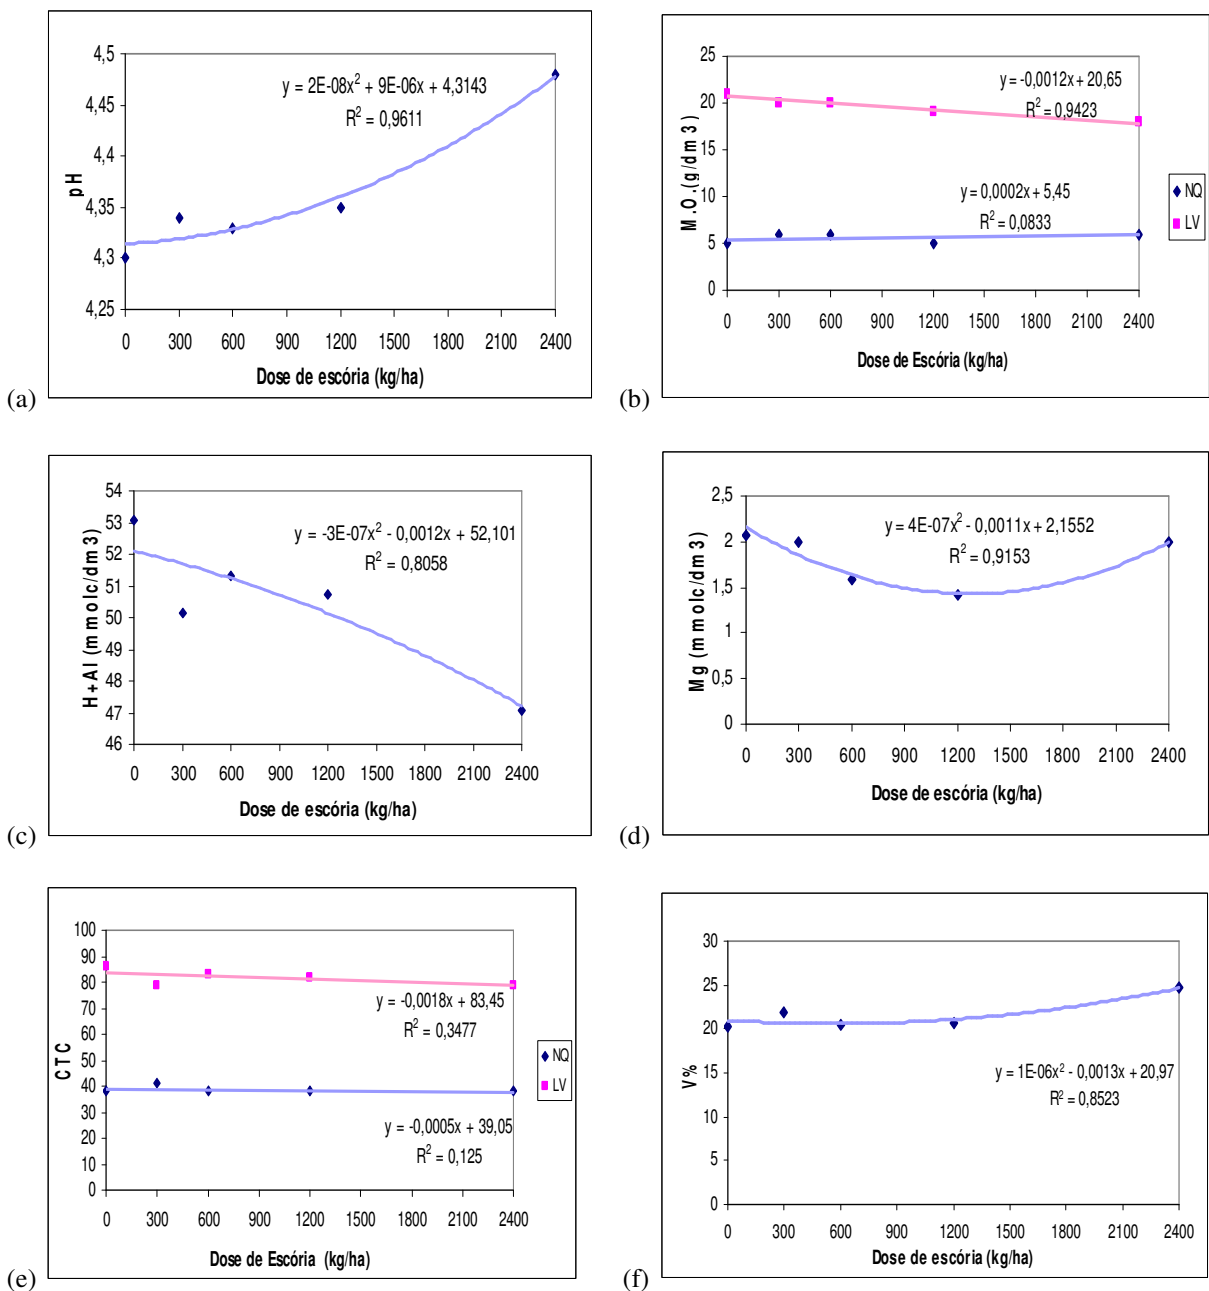 4,5
4,45
4,4
4,35
4,3
4,25
pH
y = 2E-08x² + 9E-06x + 4,3143
R² = 0,9611
0 300 600 900 1200 1500 1800 2100 2400
Dose de escória (kg/ha)
(a)
25
20
15
10
5
0
M.O.(g/dm3)
y = -0,0012x + 20,65
R² = 0,9423
y = 0,0002x + 5,45
R² = 0,0833
NQ
LV
0 300 600 900 1200 1500 1800 2100 2400
Dose de Escória (kg/ha)
(b)
54
53
52
51
50
49
48
47
46
H+Al (mmolc/dm3)
y = -3E-07x² - 0,0012x + 52,101
R² = 0,8058
0 300 600 900 1200 1500 1800 2100 2400
Dose de escória (kg/ha)
(c)
2,5
2
1,5
1
0,5
0
Mg (mmolc/dm3)
y = 4E-07x² - 0,0011x + 2,1552
R² = 0,9153
0 300 600 900 1200 1500 1800 2100 2400
Dose de escória (kg/ha)
(d)
100
90
80
70
60
50
40
30
20
10
0
CTC
y = -0,0018x + 83,45
R² = 0,3477
y = -0,0005x + 39,05
R² = 0,125
NQ
LV
0 300 600 900 1200 1500 1800 2100 2400
Dose de Escória (kg/ha)
(e)
30
25
20
15
10
5
0
V%
y = 1E-06x² - 0,0013x + 20,97
R² = 0,8523
0 300 600 900 1200 1500 1800 2100 2400
Dose de escória (kg/ha)
(f)